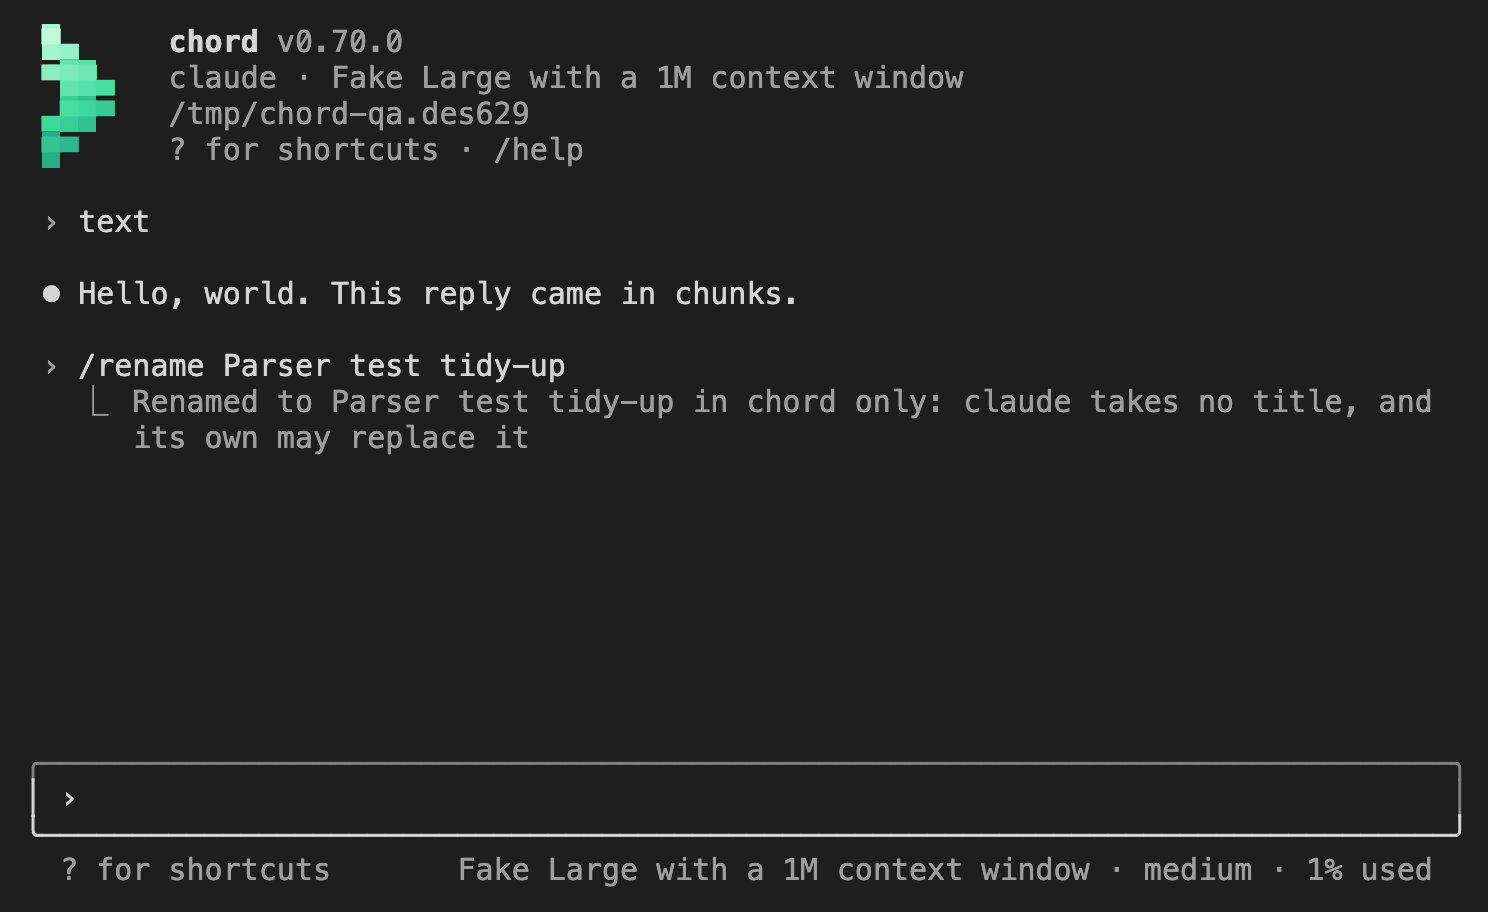 chord v0.70.0
claude · Fake Large with a 1M context window
/tmp/chord-qa.des629
? for shortcuts · /help
› text
● Hello, world. This reply came in chunks.
› /rename Parser test tidy-up
⎿ Renamed to Parser test tidy-up in chord only: claude takes no title, and
its own may replace it
›
? for shortcuts Fake Large with a 1M context window · medium · 1% used